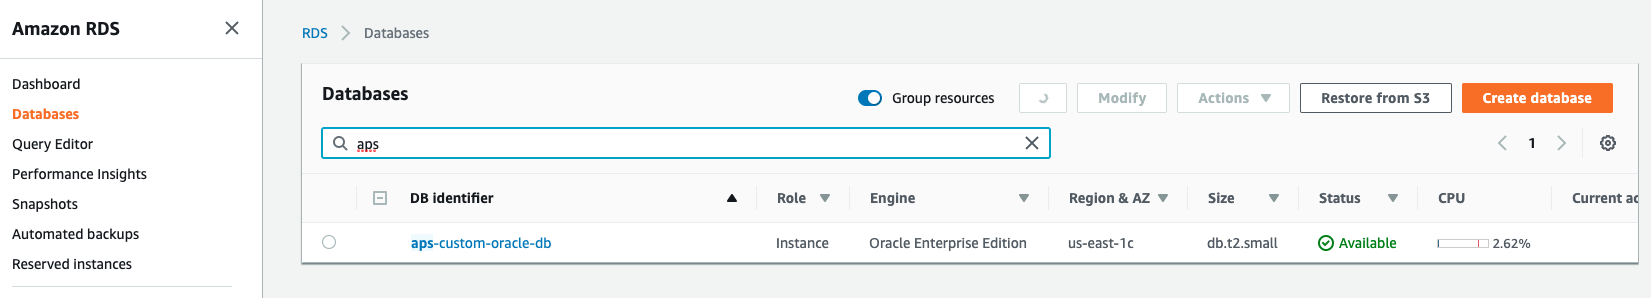 Amazon RDS
Dashboard
Databases
Query Editor
Performance Insights
Snapshots
Automated backups
Reserved instances
RDS > Databases
Databases
Group resources
Modify
Actions
Restore from S3
Create database
aps
1
DB identifier Role Engine Region & AZ Size Status CPU Current ac
aps-custom-oracle-db Instance Oracle Enterprise Edition us-east-1c db.t2.small Available 2.62%